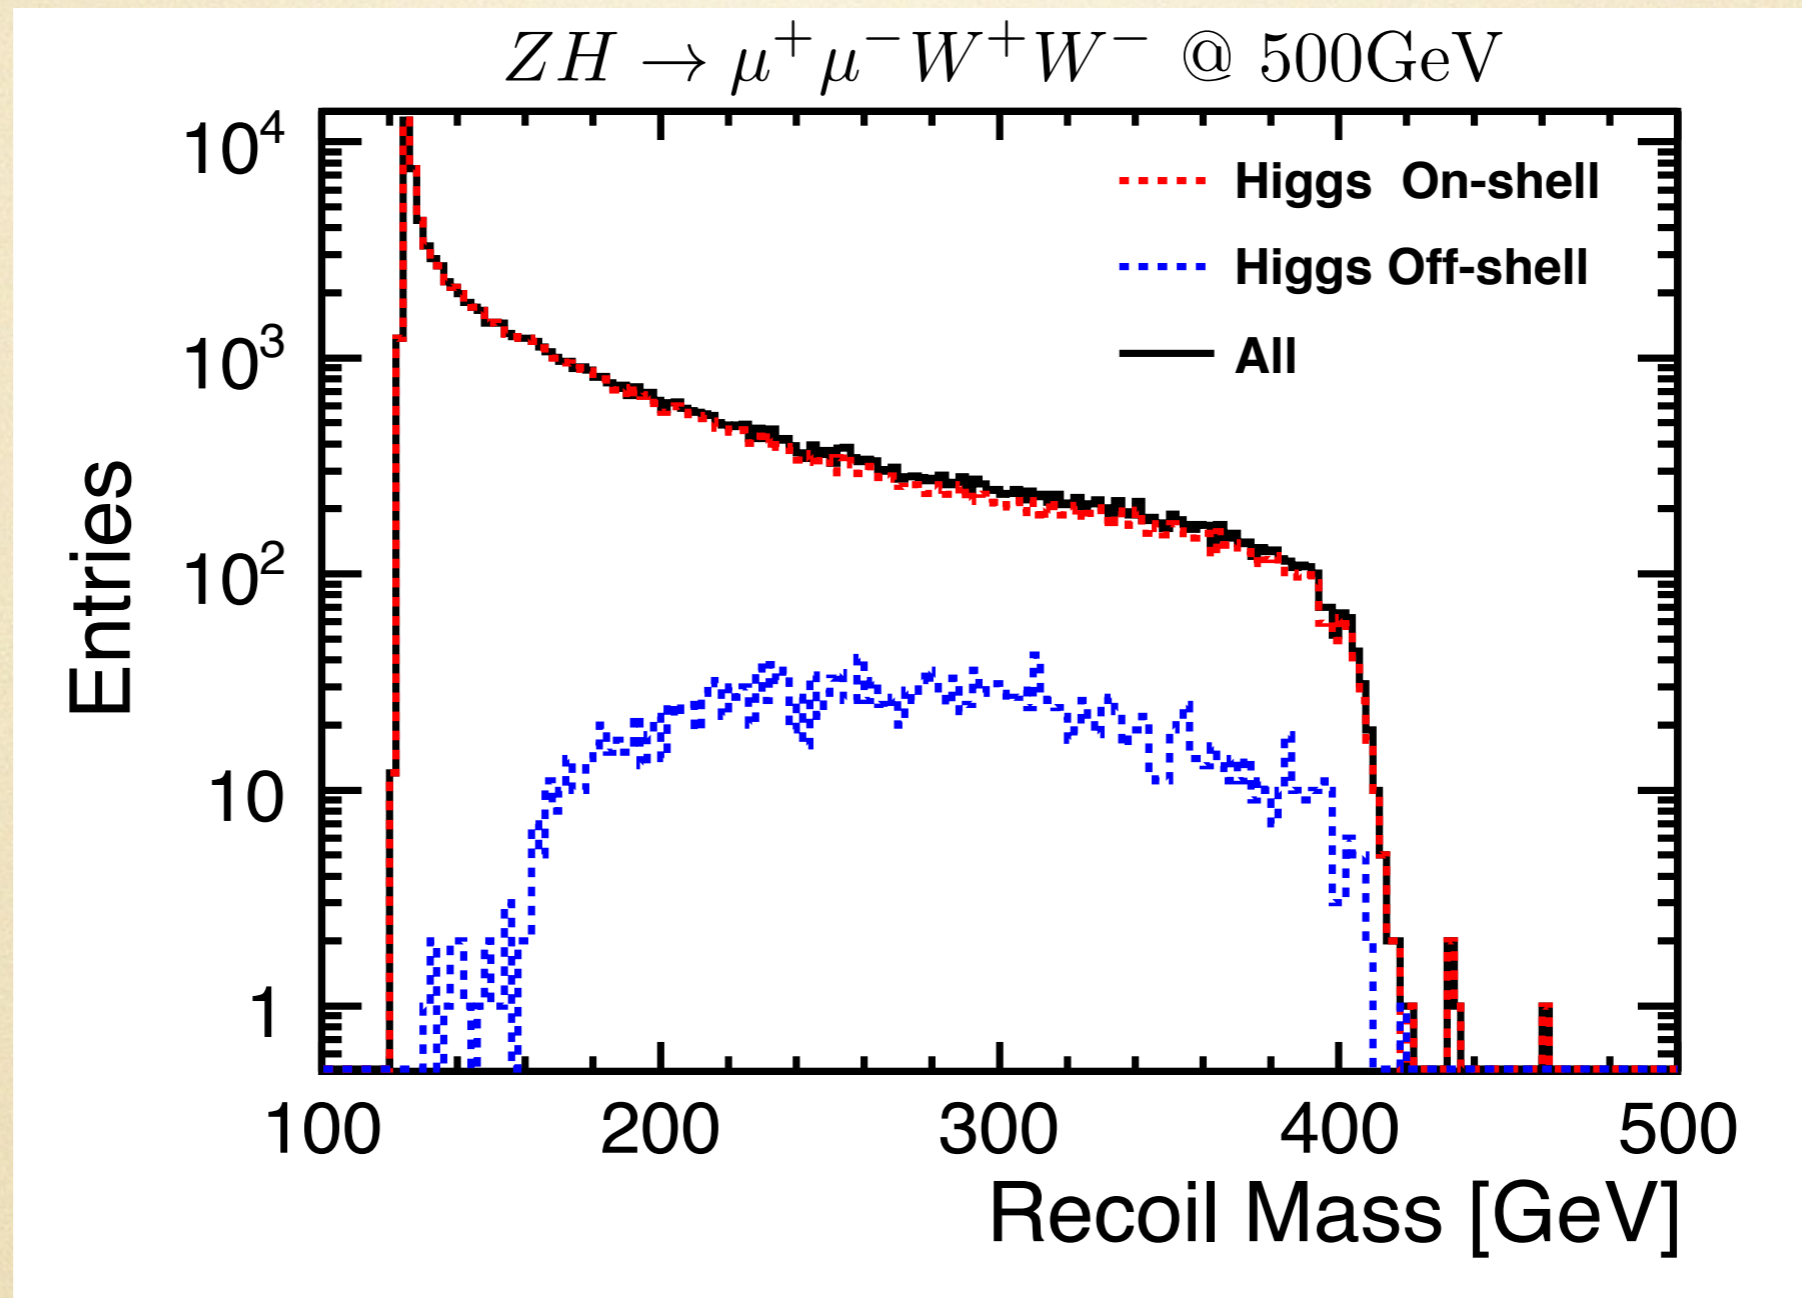 ZH → μ⁺μ⁻W⁺W⁻ @ 500GeV
10⁴
10³
10²
10
1
Entries
Higgs On-shell
Higgs Off-shell
All
100 200 300 400 500
Recoil Mass [GeV]